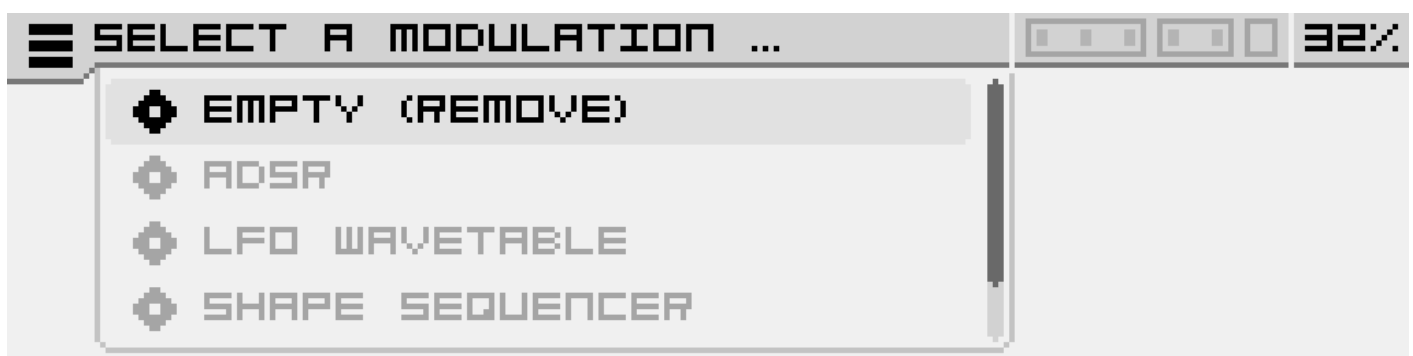 SELECT A MODULATION ...
32%
EMPTY (REMOVE)
ADSR
LFO WAVETABLE
SHAPE SEQUENCER